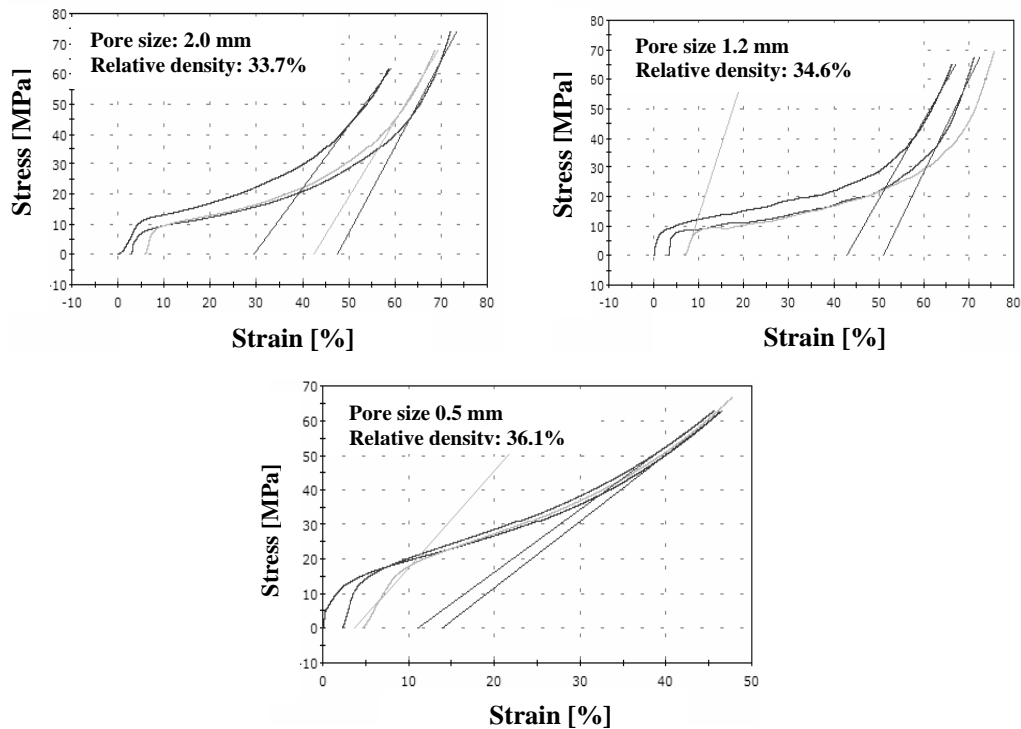 Pore size: 2.0 mm
Relative density: 33.7%
Stress [MPa]
80
70
60
50
40
30
20
10
0
-10
-10 0 10 20 30 40 50 60 70 80
Strain [%]
Pore size 1.2 mm
Relative density: 34.6%
Stress [MPa]
80
70
60
50
40
30
20
10
0
10
10 0 10 20 30 40 50 60 70 80
Strain [%]
Pore size 0.5 mm
Relative density: 36.1%
Stress [MPa]
70
60
50
40
30
20
10
0
-10
0 10 20 30 40 50
Strain [%]